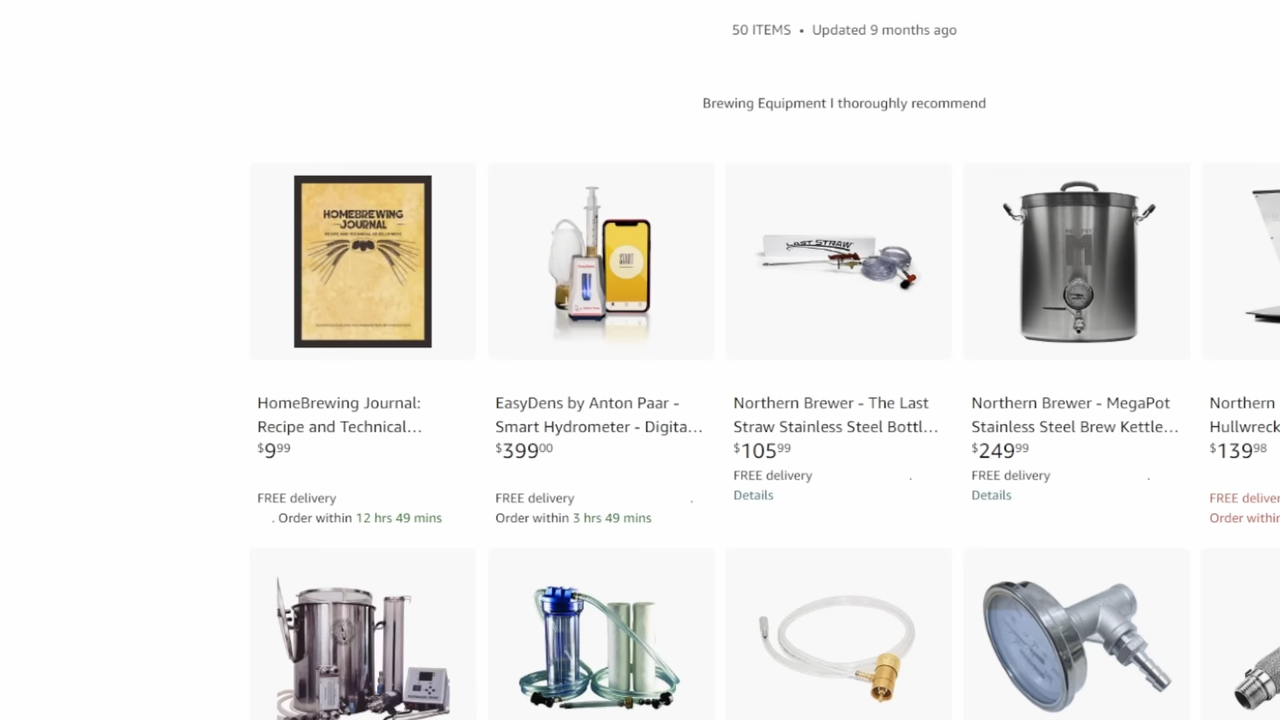 50 ITEMS • Updated 9 months ago
Brewing Equipment I thoroughly recommend
HOMEBREWING
JOURNAL
LAST STRAW
HomeBrewing Journal:
Recipe and Technical...
$9.99
FREE delivery
. Order within 12 hrs 49 mins
EasyDens by Anton Paar -
Smart Hydrometer - Digita...
$399.00
FREE delivery .
Order within 3 hrs 49 mins
Northern Brewer - The Last
Straw Stainless Steel Bottl...
$105.99
FREE delivery .
Details
Northern Brewer - MegaPot
Stainless Steel Brew Kettle...
$249.99
FREE delivery .
Details
Northern
Hullwreck
$139.98
FREE deliver
Order within